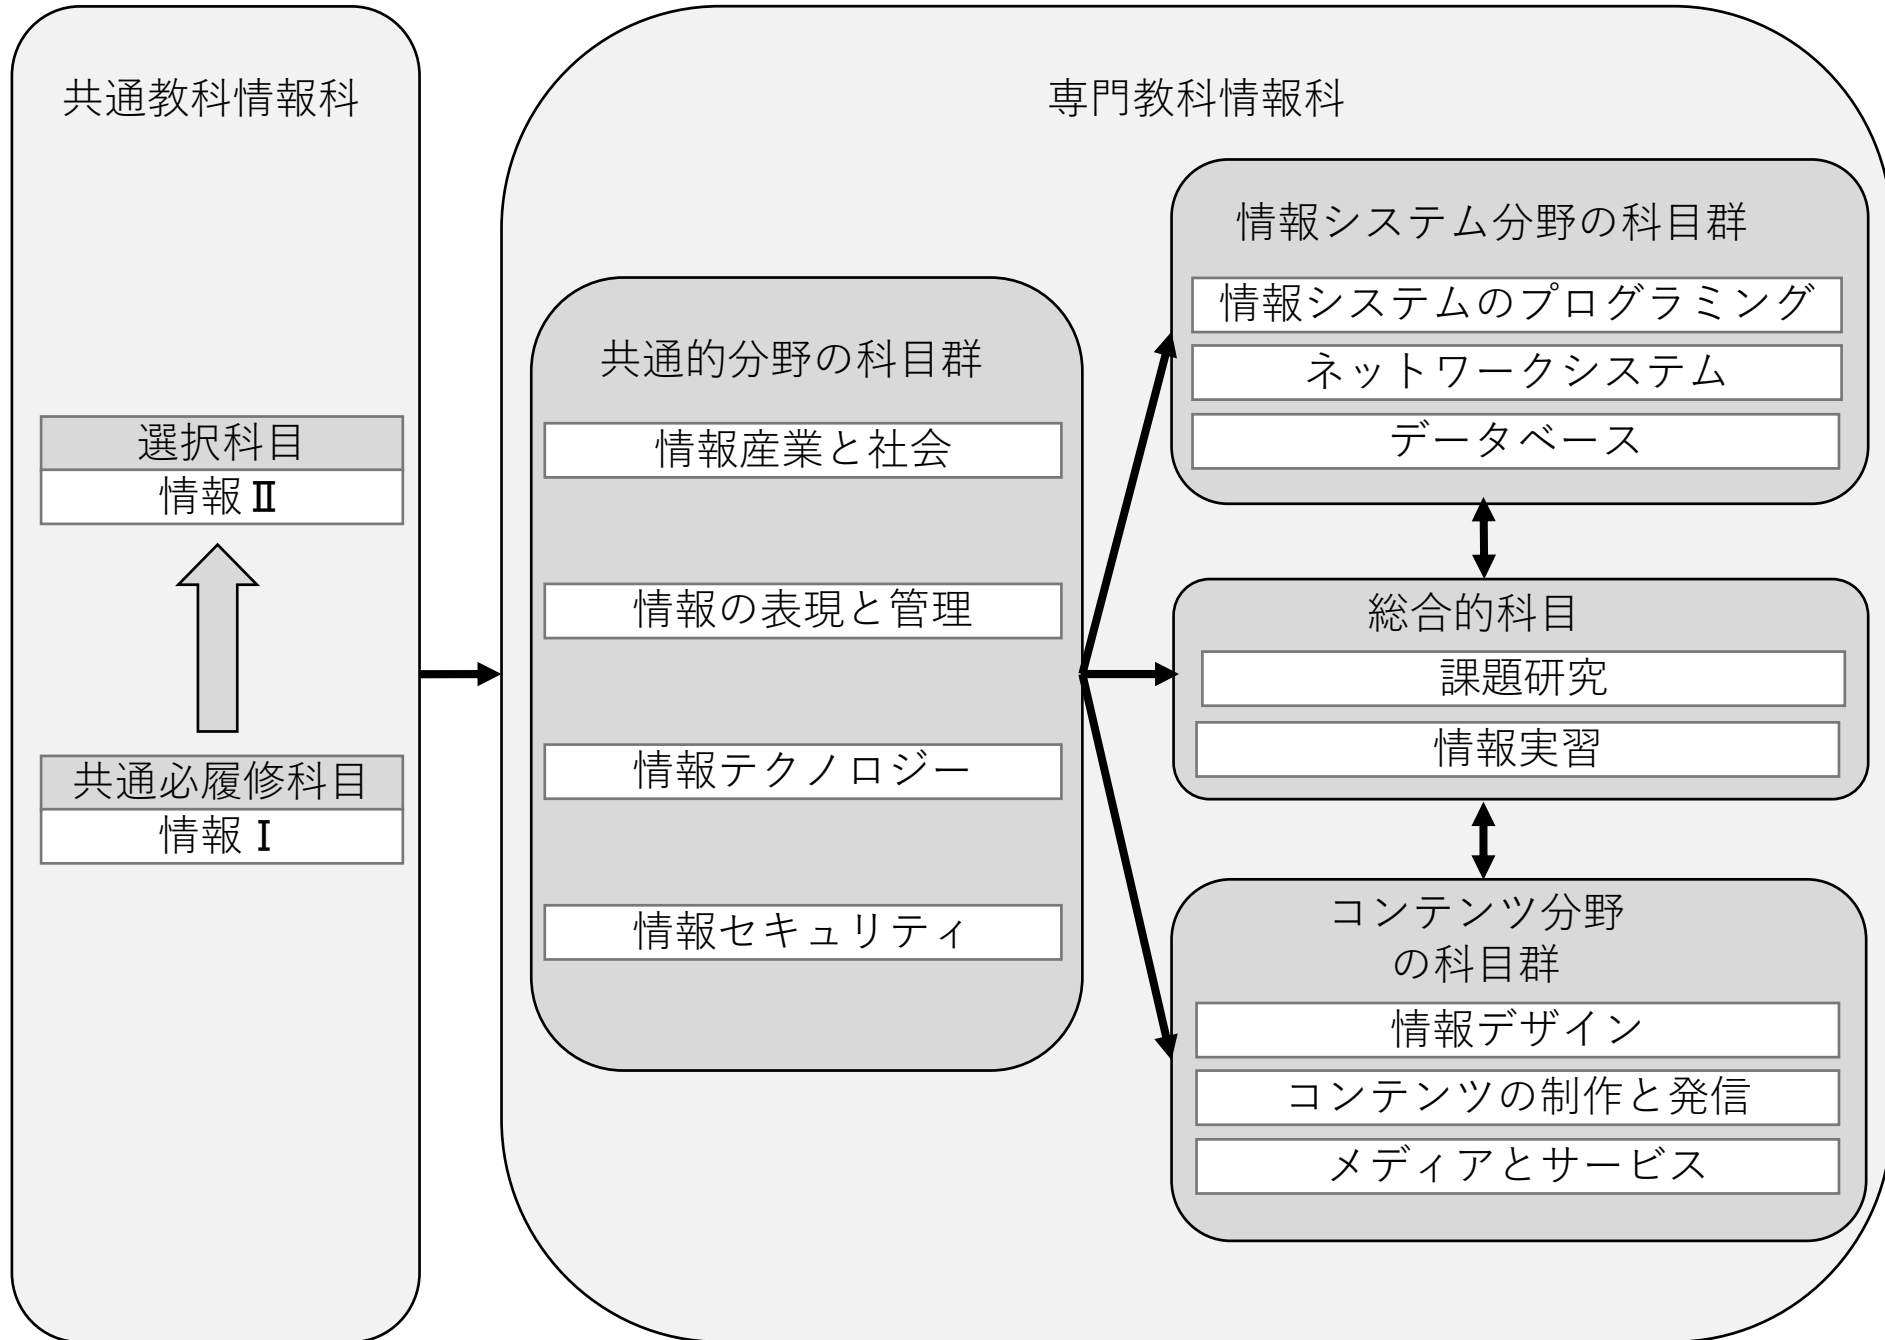 共通教科情報科
選択科目
情報Ⅱ
共通必履修科目
情報Ⅰ
専門教科情報科
共通的分野の科目群
情報産業と社会
情報の表現と管理
情報テクノロジー
情報セキュリティ
情報システム分野の科目群
情報システムのプログラミング
ネットワークシステム
データベース
総合的科目
課題研究
情報実習
コンテンツ分野
の科目群
情報デザイン
コンテンツの制作と発信
メディアとサービス